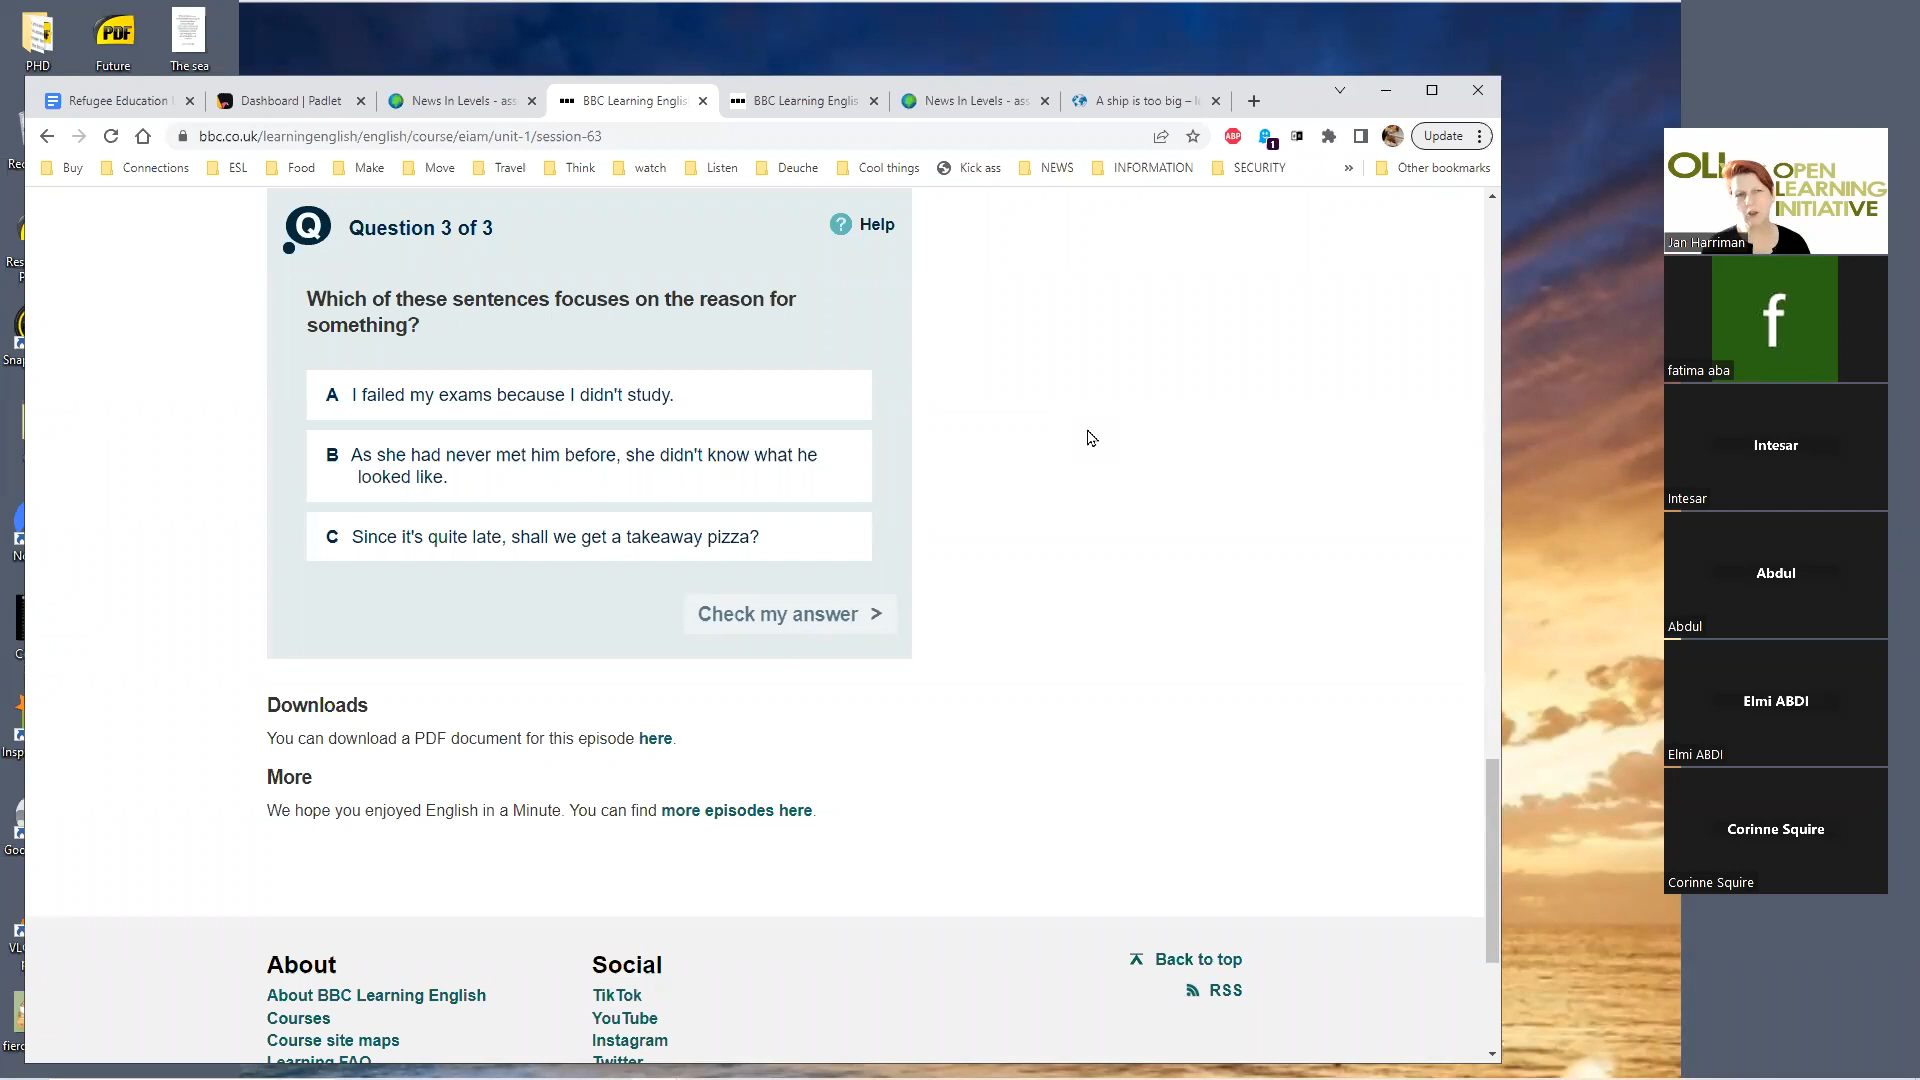 PHD
PDF
Future
The sea
Refugee Education
Dashboard | Padlet
News In Levels - ass
BBC Learning Englis
BBC Learning Englis
News In Levels - ass
A ship is too big – l
bbc.co.uk/learningenglish/english/course/eiam/unit-1/session-63
ABP
1
Update
Buy
Connections
ESL
Food
Make
Move
Travel
Think
watch
Listen
Deuche
Cool things
Kick ass
NEWS
INFORMATION
SECURITY
»
Other bookmarks
Q
Question 3 of 3
? Help
Which of these sentences focuses on the reason for
something?
A I failed my exams because I didn't study.
B As she had never met him before, she didn't know what he
looked like.
C Since it's quite late, shall we get a takeaway pizza?
Check my answer >
Downloads
You can download a PDF document for this episode here.
More
We hope you enjoyed English in a Minute. You can find more episodes here.
About
About BBC Learning English
Courses
Course site maps
Learning FAQ
Social
TikTok
YouTube
Instagram
Twitter
Back to top
RSS
OPEN
LEARNING
INITIATIVE
Jan Harriman
f
fatima aba
Intesar
Intesar
Abdul
Abdul
Elmi ABDI
Elmi ABDI
Corinne Squire
Corinne Squire